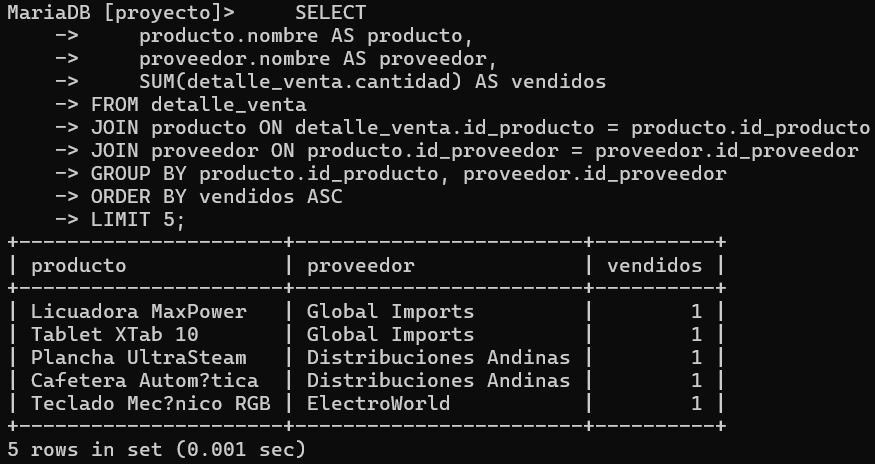 MariaDB [proyecto]>     SELECT
    ->     producto.nombre AS producto,
    ->     proveedor.nombre AS proveedor,
    ->     SUM(detalle_venta.cantidad) AS vendidos
    -> FROM detalle_venta
    -> JOIN producto ON detalle_venta.id_producto = producto.id_producto
    -> JOIN proveedor ON producto.id_proveedor = proveedor.id_proveedor
    -> GROUP BY producto.id_producto, proveedor.id_proveedor
    -> ORDER BY vendidos ASC
    -> LIMIT 5;
+----------------------+------------------------+----------+
| producto             | proveedor              | vendidos |
+----------------------+------------------------+----------+
| Licuadora MaxPower   | Global Imports         |        1 |
| Tablet XTab 10       | Global Imports         |        1 |
| Plancha UltraSteam   | Distribuciones Andinas |        1 |
| Cafetera Autom?tica  | Distribuciones Andinas |        1 |
| Teclado Mec?nico RGB | ElectroWorld           |        1 |
+----------------------+------------------------+----------+
5 rows in set (0.001 sec)